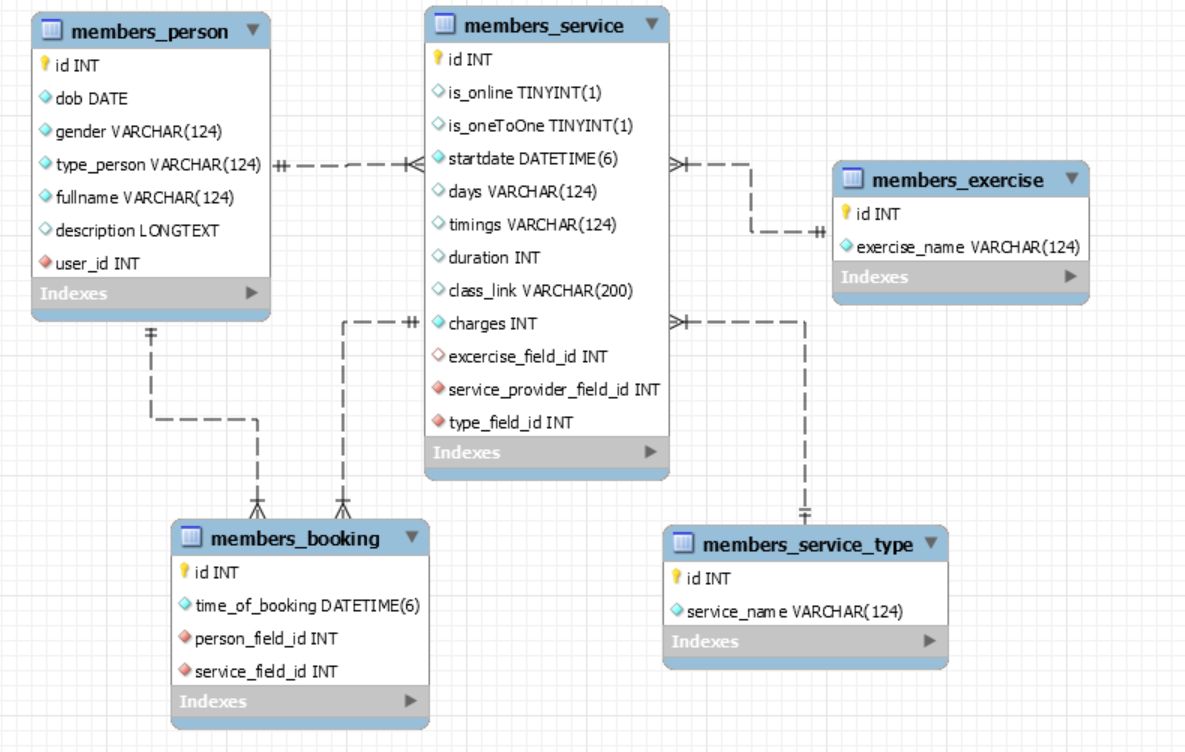 members_person
id INT
dob DATE
gender VARCHAR(124)
type_person VARCHAR(124)
fullname VARCHAR(124)
description LONGTEXT
user_id INT
Indexes
members_service
id INT
is_online TINYINT(1)
is_oneToOne TINYINT(1)
startdate DATETIME(6)
days VARCHAR(124)
timings VARCHAR(124)
duration INT
class_link VARCHAR(200)
charges INT
excercise_field_id INT
service_provider_field_id INT
type_field_id INT
Indexes
members_exercise
id INT
exercise_name VARCHAR(124)
Indexes
members_booking
id INT
time_of_booking DATETIME(6)
person_field_id INT
service_field_id INT
Indexes
members_service_type
id INT
service_name VARCHAR(124)
Indexes